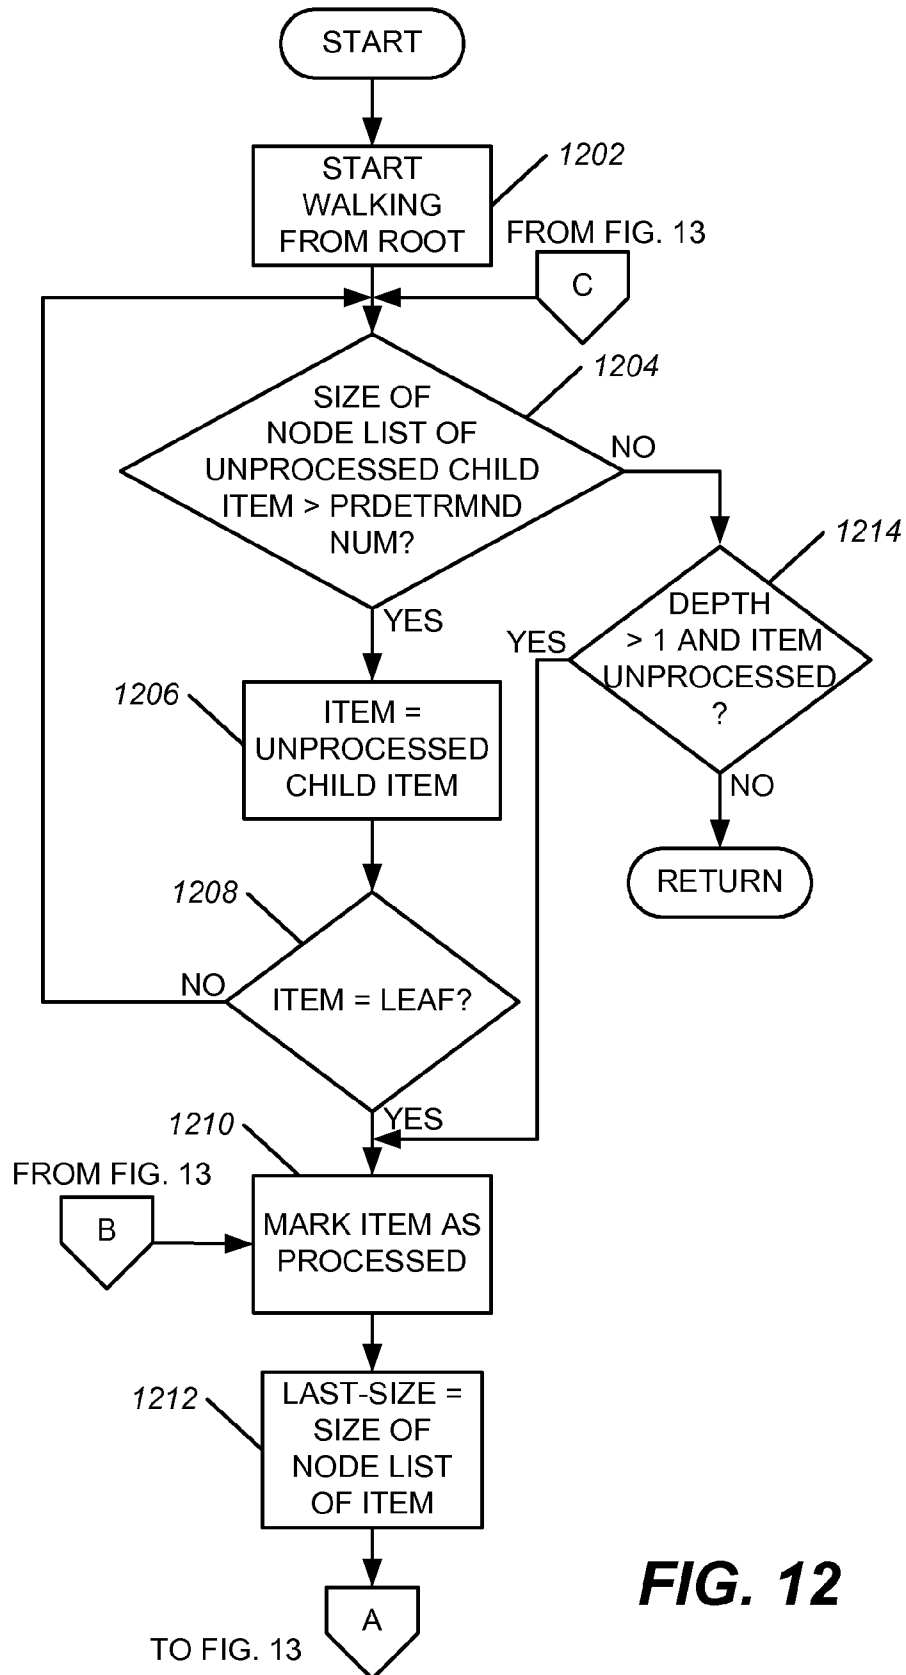 START
1202
START
WALKING
FROM ROOT
FROM FIG. 13
C
1204
SIZE OF
NODE LIST OF
UNPROCESSED CHILD
ITEM > PRDETRMND
NUM?
NO
YES
1214
DEPTH
> 1 AND ITEM
UNPROCESSED
?
YES
NO
RETURN
1206
ITEM =
UNPROCESSED
CHILD ITEM
1208
NO
ITEM = LEAF?
YES
1210
FROM FIG. 13
B
MARK ITEM AS
PROCESSED
1212
LAST-SIZE =
SIZE OF
NODE LIST
OF ITEM
A
TO FIG. 13
FIG. 12